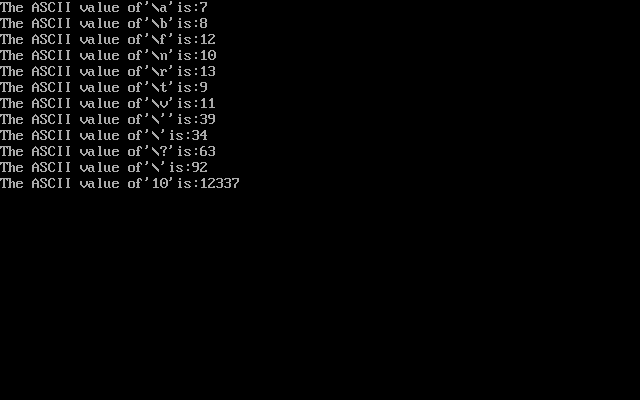 The ASCII value of'\a'is:7
The ASCII value of'\b'is:8
The ASCII value of'\f'is:12
The ASCII value of'\n'is:10
The ASCII value of'\r'is:13
The ASCII value of'\t'is:9
The ASCII value of'\v'is:11
The ASCII value of'\''is:39
The ASCII value of'\'is:34
The ASCII value of'\?'is:63
The ASCII value of'\'is:92
The ASCII value of'10'is:12337